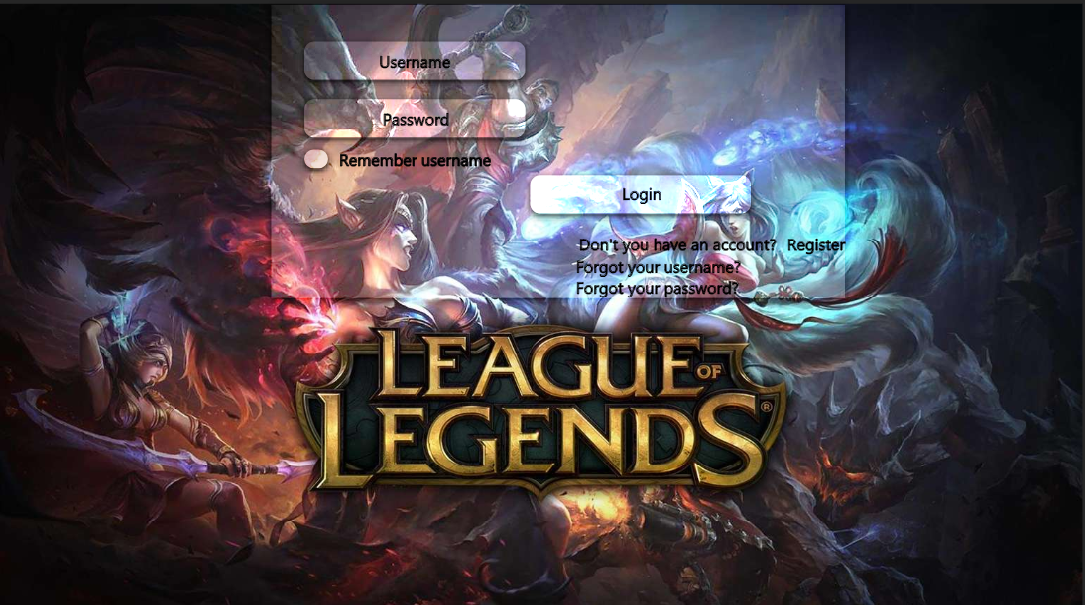 Username
Password
Remember username
Login
Don't you have an account? Register
Forgot your username?
Forgot your password?
LEAGUE OF
LEGENDS®